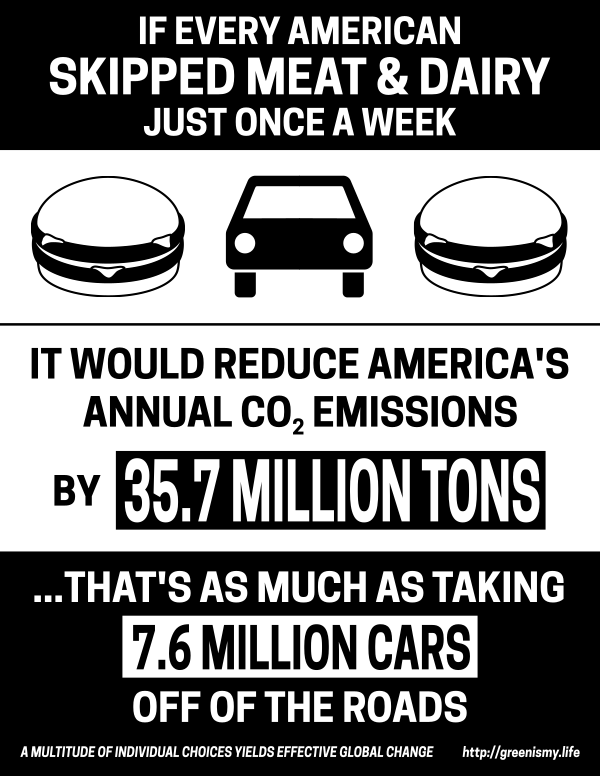 IF EVERY AMERICAN
SKIPPED MEAT & DAIRY
JUST ONCE A WEEK
IT WOULD REDUCE AMERICA'S
ANNUAL CO₂ EMISSIONS
BY 35.7 MILLION TONS
...THAT'S AS MUCH AS TAKING
7.6 MILLION CARS
OFF OF THE ROADS
A MULTITUDE OF INDIVIDUAL CHOICES YIELDS EFFECTIVE GLOBAL CHANGE http://greenismy.life